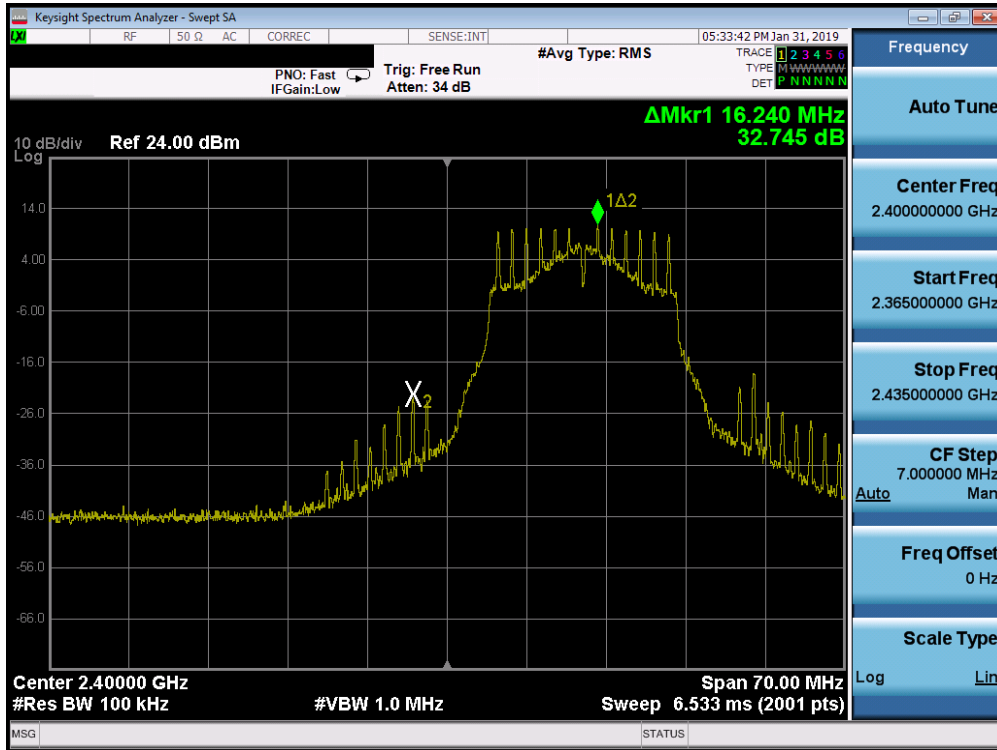 Keysight Spectrum Analyzer - Swept SA
LXI RF 50 Ω AC CORREC SENSE:INT 05:33:42 PM Jan 31, 2019
#Avg Type: RMS TRACE 1 2 3 4 5 6
TYPE M WWWWW
DET P N N N N N
PNO: Fast Trig: Free Run
IFGain:Low Atten: 34 dB
ΔMkr1 16.240 MHz
32.745 dB
10 dB/div Ref 24.00 dBm
Log
1Δ2
14.0
4.00
-6.00
-16.0
X2
-26.0
-36.0
-46.0
-56.0
-66.0
Center 2.40000 GHz Span 70.00 MHz
#Res BW 100 kHz #VBW 1.0 MHz Sweep 6.533 ms (2001 pts)
MSG STATUS
Frequency
Auto Tune
Center Freq
2.400000000 GHz
Start Freq
2.365000000 GHz
Stop Freq
2.435000000 GHz
CF Step
7.000000 MHz
Auto Man
Freq Offset
0 Hz
Scale Type
Log Lin